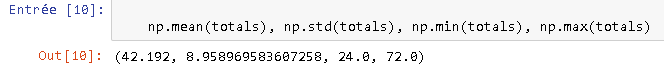 Entrée [10]:
np.mean(totals), np.std(totals), np.min(totals), np.max(totals)
Out[10]: (42.192, 8.958969583607258, 24.0, 72.0)